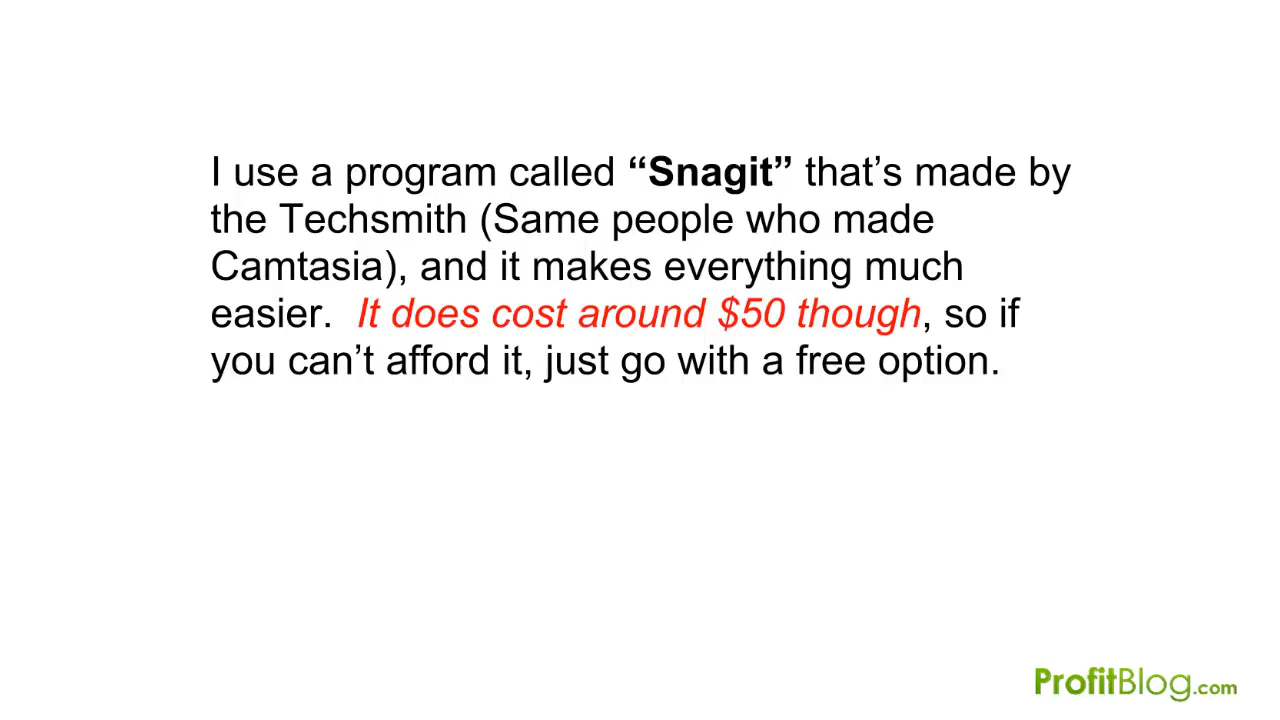 I use a program called “Snagit” that’s made by
the Techsmith (Same people who made
Camtasia), and it makes everything much
easier.  It does cost around $50 though, so if
you can’t afford it, just go with a free option.
ProfitBlog.com